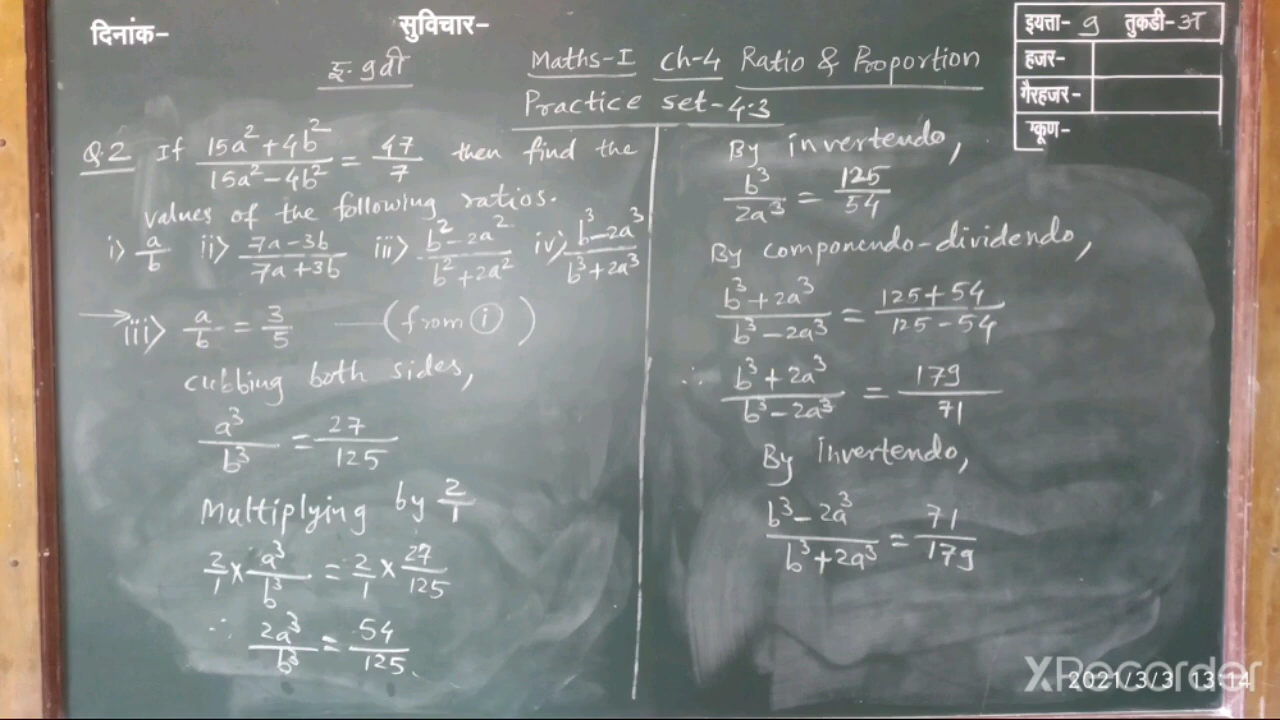 दिनांक-
सुविचार-
इयत्ता- 9 तुकडी- अ
हजर-
गैरहजर-
एकूण-
इ. 9वी
Maths-I ch-4 Ratio & Proportion
Practice set-4.3
Q.2 If (15a²+4b²)/(15a²-4b²) = 47/7 then find the
values of the following ratios.
i) a/b ii) (7a-3b)/(7a+3b) iii) (b²-2a²)/(b²+2a²) iv) (b³-2a³)/(b³+2a³)
→ iii) a/b = 3/5 —(from ①)
cubbing both sides,
a³/b³ = 27/125
Multiplying by 2/1
2/1 × a³/b³ = 2/1 × 27/125
∴ 2a³/b³ = 54/125.
By invertendo,
b³/2a³ = 125/54
By componendo-dividendo,
(b³+2a³)/(b³-2a³) = (125+54)/(125-54)
∴ (b³+2a³)/(b³-2a³) = 179/71
By Invertendo,
(b³-2a³)/(b³+2a³) = 71/179
XRecorder
2021/3/3 13:14